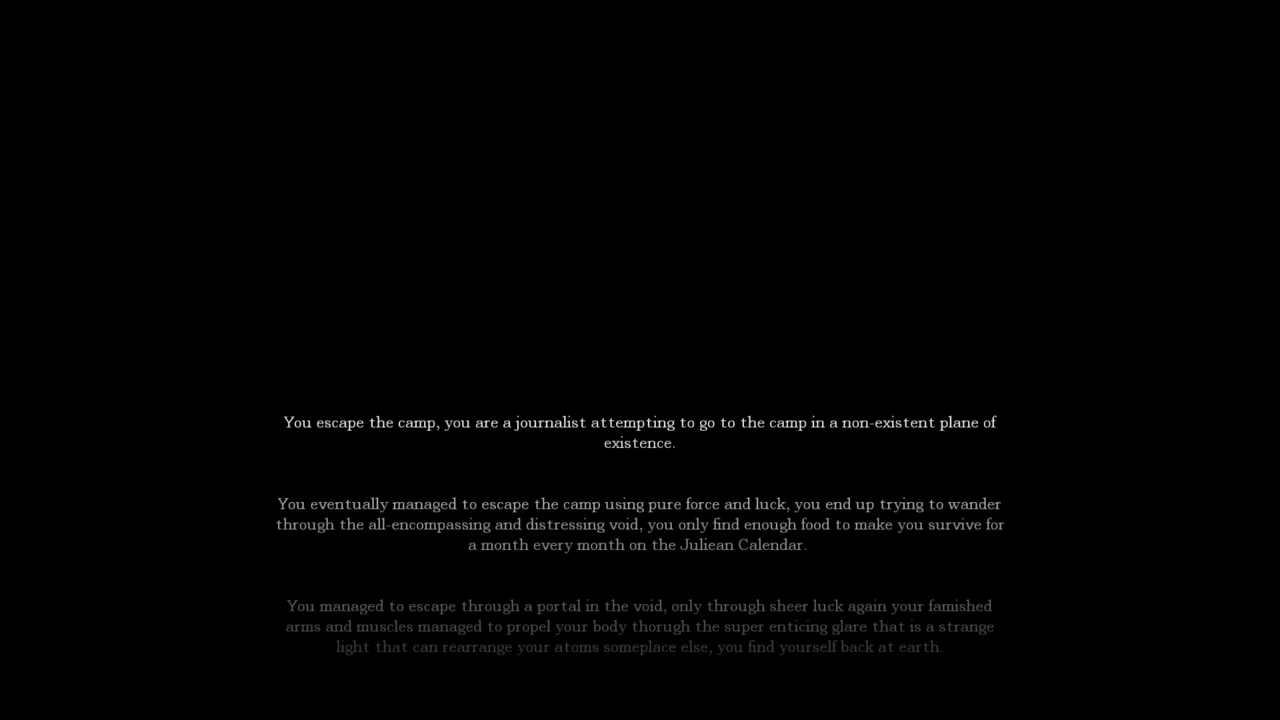 You escape the camp, you are a journalist attempting to go to the camp in a non-existent plane of
existence.
You eventually managed to escape the camp using pure force and luck, you end up trying to wander
through the all-encompassing and distressing void, you only find enough food to make you survive for
a month every month on the Juliean Calendar.
You managed to escape through a portal in the void, only through sheer luck again your famished
arms and muscles managed to propel your body thorugh the super enticing glare that is a strange
light that can rearrange your atoms someplace else, you find yourself back at earth.